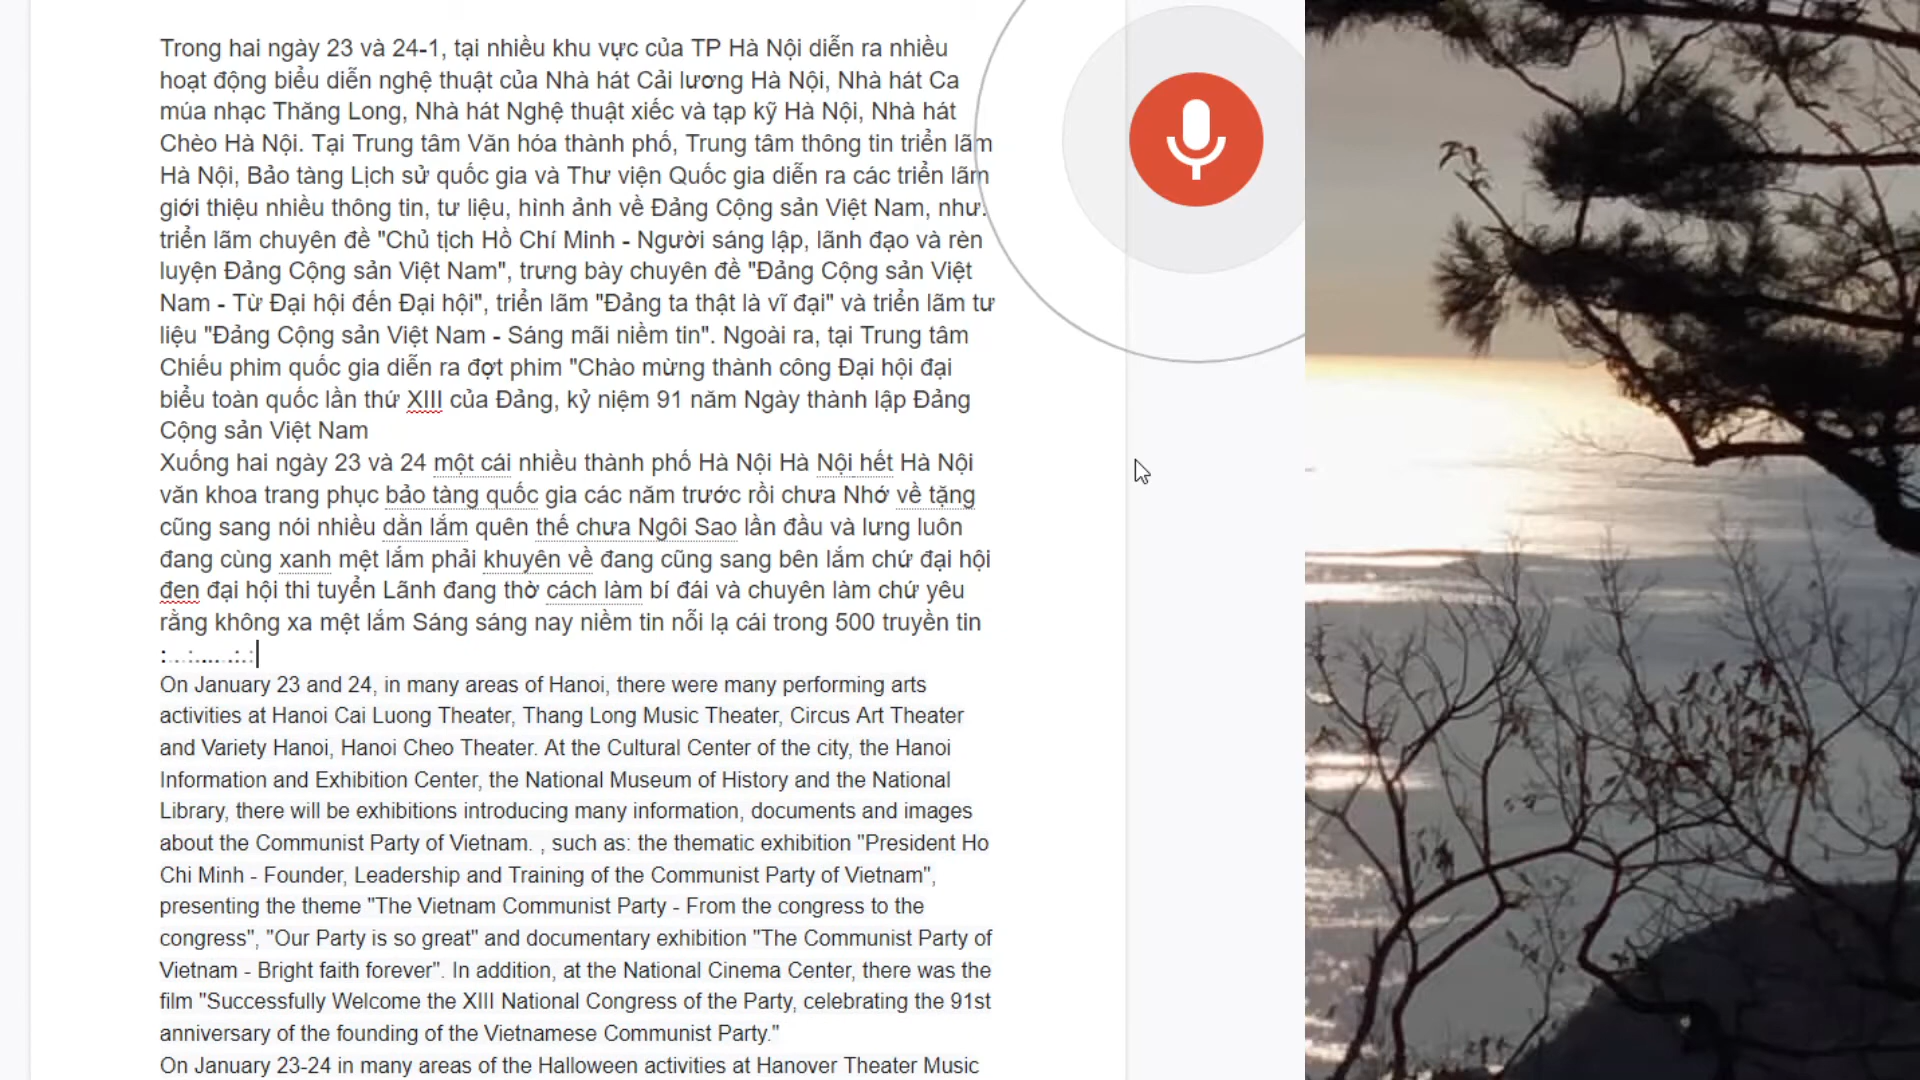 Trong hai ngày 23 và 24-1, tại nhiều khu vực của TP Hà Nội diễn ra nhiều
hoạt động biểu diễn nghệ thuật của Nhà hát Cải lương Hà Nội, Nhà hát Ca
múa nhạc Thăng Long, Nhà hát Nghệ thuật xiếc và tạp kỹ Hà Nội, Nhà hát
Chèo Hà Nội. Tại Trung tâm Văn hóa thành phố, Trung tâm thông tin triển lãm
Hà Nội, Bảo tàng Lịch sử quốc gia và Thư viện Quốc gia diễn ra các triển lãm
giới thiệu nhiều thông tin, tư liệu, hình ảnh về Đảng Cộng sản Việt Nam, như:
triển lãm chuyên đề "Chủ tịch Hồ Chí Minh - Người sáng lập, lãnh đạo và rèn
luyện Đảng Cộng sản Việt Nam", trưng bày chuyên đề "Đảng Cộng sản Việt
Nam - Từ Đại hội đến Đại hội", triển lãm "Đảng ta thật là vĩ đại" và triển lãm tư
liệu "Đảng Cộng sản Việt Nam - Sáng mãi niềm tin". Ngoài ra, tại Trung tâm
Chiếu phim quốc gia diễn ra đợt phim "Chào mừng thành công Đại hội đại
biểu toàn quốc lần thứ XIII của Đảng, kỷ niệm 91 năm Ngày thành lập Đảng
Cộng sản Việt Nam
Xuống hai ngày 23 và 24 một cái nhiều thành phố Hà Nội Hà Nội hết Hà Nội
văn khoa trang phục bảo tàng quốc gia các năm trước rồi chưa Nhớ về tặng
cũng sang nói nhiều dằn lắm quên thế chưa Ngôi Sao lần đầu và lưng luôn
đang cùng xanh mệt lắm phải khuyên về đang cũng sang bên lắm chứ đại hội
đen đại hội thi tuyển Lãnh đang thờ cách làm bí đái và chuyên làm chứ yêu
rằng không xa mệt lắm Sáng sáng nay niềm tin nỗi lạ cái trong 500 truyền tin
On January 23 and 24, in many areas of Hanoi, there were many performing arts
activities at Hanoi Cai Luong Theater, Thang Long Music Theater, Circus Art Theater
and Variety Hanoi, Hanoi Cheo Theater. At the Cultural Center of the city, the Hanoi
Information and Exhibition Center, the National Museum of History and the National
Library, there will be exhibitions introducing many information, documents and images
about the Communist Party of Vietnam. , such as: the thematic exhibition "President Ho
Chi Minh - Founder, Leadership and Training of the Communist Party of Vietnam",
presenting the theme "The Vietnam Communist Party - From the congress to the
congress", "Our Party is so great" and documentary exhibition "The Communist Party of
Vietnam - Bright faith forever". In addition, at the National Cinema Center, there was the
film "Successfully Welcome the XIII National Congress of the Party, celebrating the 91st
anniversary of the founding of the Vietnamese Communist Party."
On January 23-24 in many areas of the Halloween activities at Hanover Theater Music